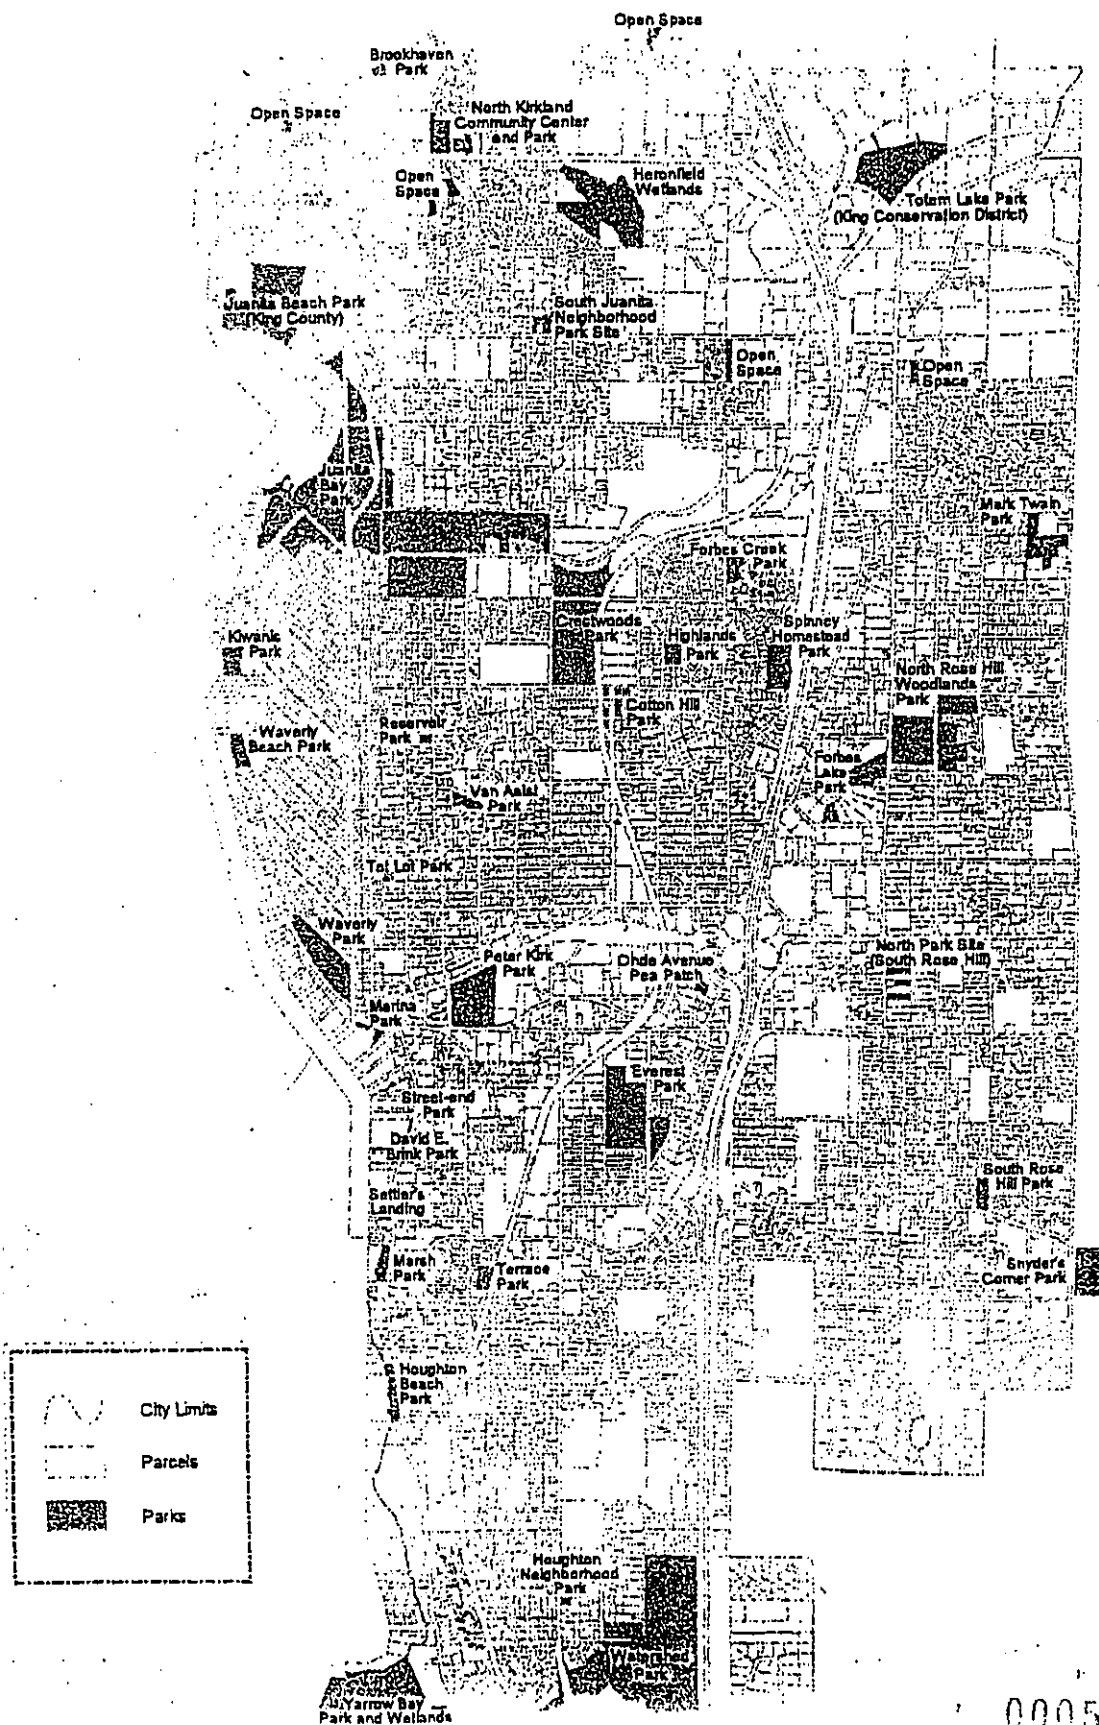 Open Space
Brookhaven
Park
Open Space
North Kirkland
Community Center
and Park
Open
Space
Heronfield
Wetlands
Totem Lake Park
(King Conservation District)
Juanita Beach Park
(King County)
South Juanita
Neighborhood
Park Site
Open
Space
Open
Space
Juanita
Bay
Park
Mark Twain
Park
Forbes Creek
Park
Kiwanis
Park
Crestwoods
Park
Highlands
Park
Spinney
Homestead
Park
North Rose Hill
Woodlands
Park
Cotton Hill
Park
Reservoir
Park
Waverly
Beach Park
Forbes
Lake
Park
Van Aalst
Park
Tot Lot Park
Waverly
Park
Peter Kirk
Park
Ohde Avenue
Pea Patch
North Park Site
(South Rose Hill)
Marina
Park
Everest
Park
Street-end
Park
David E.
Brink Park
South Rose
Hill Park
Settler's
Landing
Marsh
Park
Terrace
Park
Snyder's
Corner Park
Houghton
Beach
Park
City Limits
Parcels
Parks
Houghton
Neighborhood
Park
Watershed
Park
Yarrow Bay
Park and Wetlands
0005